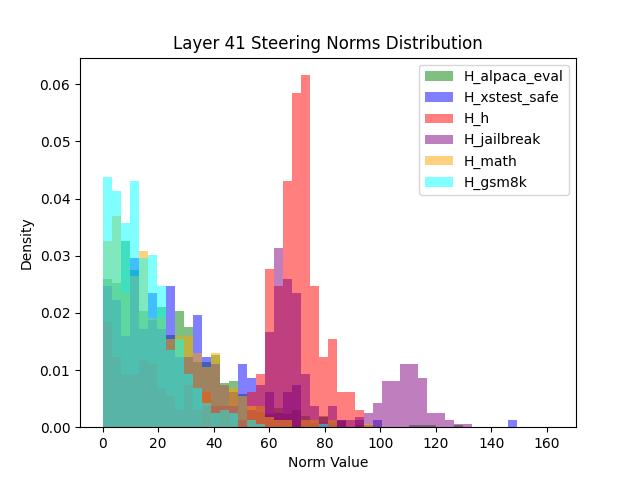 Layer 41 Steering Norms Distribution
H_alpaca_eval
H_xstest_safe
H_h
H_jailbreak
H_math
H_gsm8k
0.06
0.05
0.04
0.03
0.02
0.01
0.00
Density
0 20 40 60 80 100 120 140 160
Norm Value